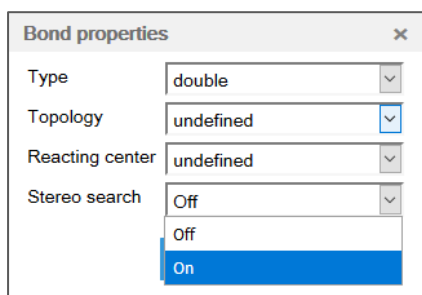 Bond properties ×
Type double
Topology undefined
Reacting center undefined
Stereo search Off
Off
On